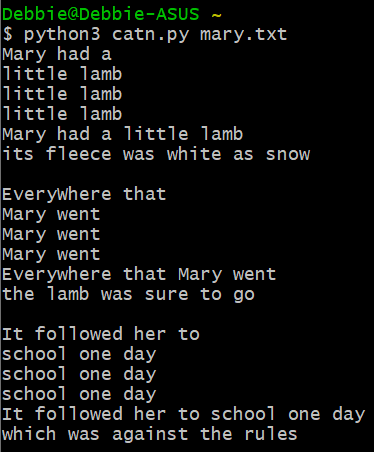 Debbie@Debbie-ASUS ~
$ python3 catn.py mary.txt
Mary had a
little lamb
little lamb
little lamb
Mary had a little lamb
its fleece was white as snow

EveryWhere that
Mary went
Mary went
Mary went
Everywhere that Mary went
the lamb was sure to go

It followed her to
school one day
school one day
school one day
It followed her to school one day
which was against the rules